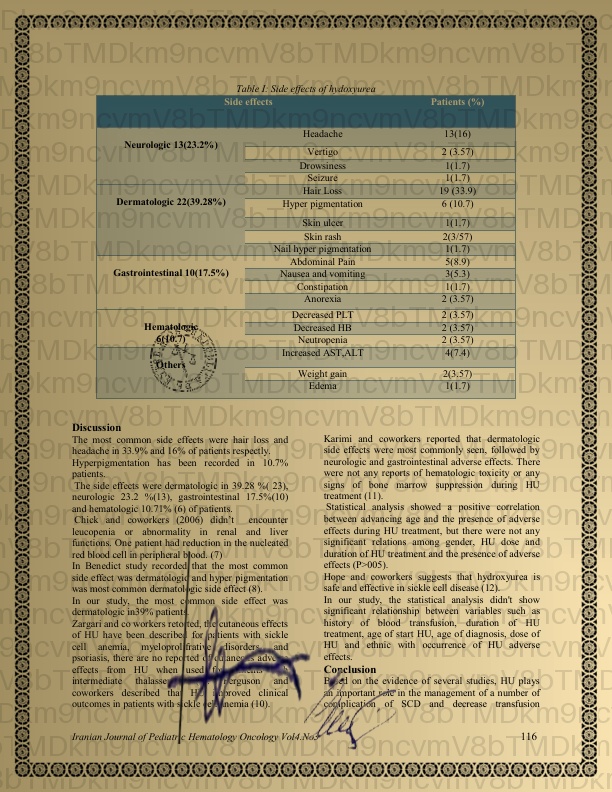 Table I: Side effects of hydoxyurea
Side effects Patients (%)
Neurologic 13(23.2%)
Headache 13(16)
Vertigo 2 (3.57)
Drowsiness 1(1.7)
Seizure 1(1.7)
Dermatologic 22(39.28%)
Hair Loss 19 (33.9)
Hyper pigmentation 6 (10.7)
Skin ulcer 1(1.7)
Skin rash 2(3/57)
Nail hyper pigmentation 1(1.7)
Gastrointestinal 10(17.5%)
Abdominal Pain 5(8.9)
Nausea and vomiting 3(5.3)
Constipation 1(1.7)
Anorexia 2 (3.57)
Hematologic
6(10.7)
Decreased PLT 2 (3.57)
Decreased HB 2 (3.57)
Neutropenia 2 (3.57)
Others
Increased AST,ALT 4(7.4)
Weight gain 2(3;57)
Edema 1(1.7)
Discussion
The most common side effects were hair loss and
headache in 33.9% and 16% of patients respectly.
Hyperpigmentation has been recorded in 10.7%
patients.
The side effects were dermatologic in 39.28 %( 23),
neurologic 23.2 %(13), gastrointestinal 17.5%(10)
and hematologic 10.71% (6) of patients.
Chick and coworkers (2006) didn't encounter
leucopenia or abnormality in renal and liver
functions. One patient had reduction in the nucleated
red blood cell in peripheral blood. (7)
In Benedict study recorded that the most common
side effect was dermatologic and hyper pigmentation
was most common dermatologic side effect (8).
In our study, the most common side effect was
dermatologic in39% patients.
Zargari and co workers retorted, the cutaneous effects
of HU have been described in patients with sickle
cell anemia, myeloproliferative disorders and
psoriasis, there are no reported cutaneous adverse
effects from HU when used
intermediate thalassemia Ferguson and
coworkers described that HU improved clinical
outcomes in patients with sickle cell anemia (10).
Karimi and coworkers reported that dermatologic
side effects were most commonly seen, followed by
neurologic and gastrointestinal adverse effects. There
were not any reports of hematologic toxicity or any
signs of bone marrow suppression during HU
treatment (11).
Statistical analysis showed a positive correlation
between advancing age and the presence of adverse
effects during HU treatment, but there were not any
significant relations among gender, HU dose and
duration of HU treatment and the presence of adverse
effects (P>005).
Hope and coworkers suggests that hydroxyurea is
safe and effective in sickle cell disease (12).
In our study, the statistical analysis didn't show
significant relationship between variables such as
history of blood transfusion, duration of HU
treatment, age of start HU, age of diagnosis, dose of
HU and ethnic with occurrence of HU adverse
effects.
Conclusion
Based on the evidence of several studies, HU plays
an important role in the management of a number of
complication of SCD and decrease transfusion
Iranian Journal of Pediatric Hematology Oncology Vol4.No3 116